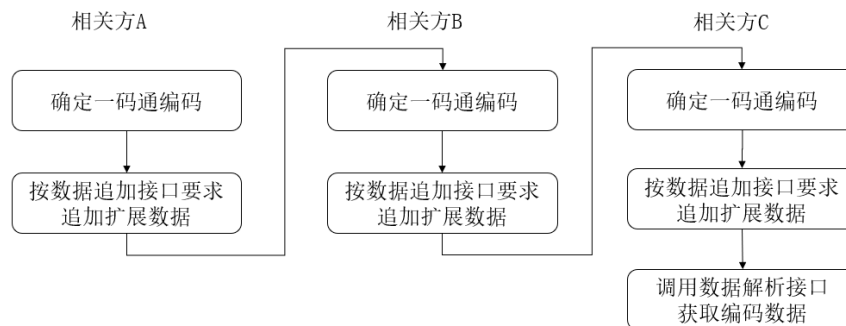 相关方A
相关方B
相关方C
确定一码通编码
确定一码通编码
确定一码通编码
按数据追加接口要求
追加扩展数据
按数据追加接口要求
追加扩展数据
按数据追加接口要求
追加扩展数据
调用数据解析接口
获取编码数据